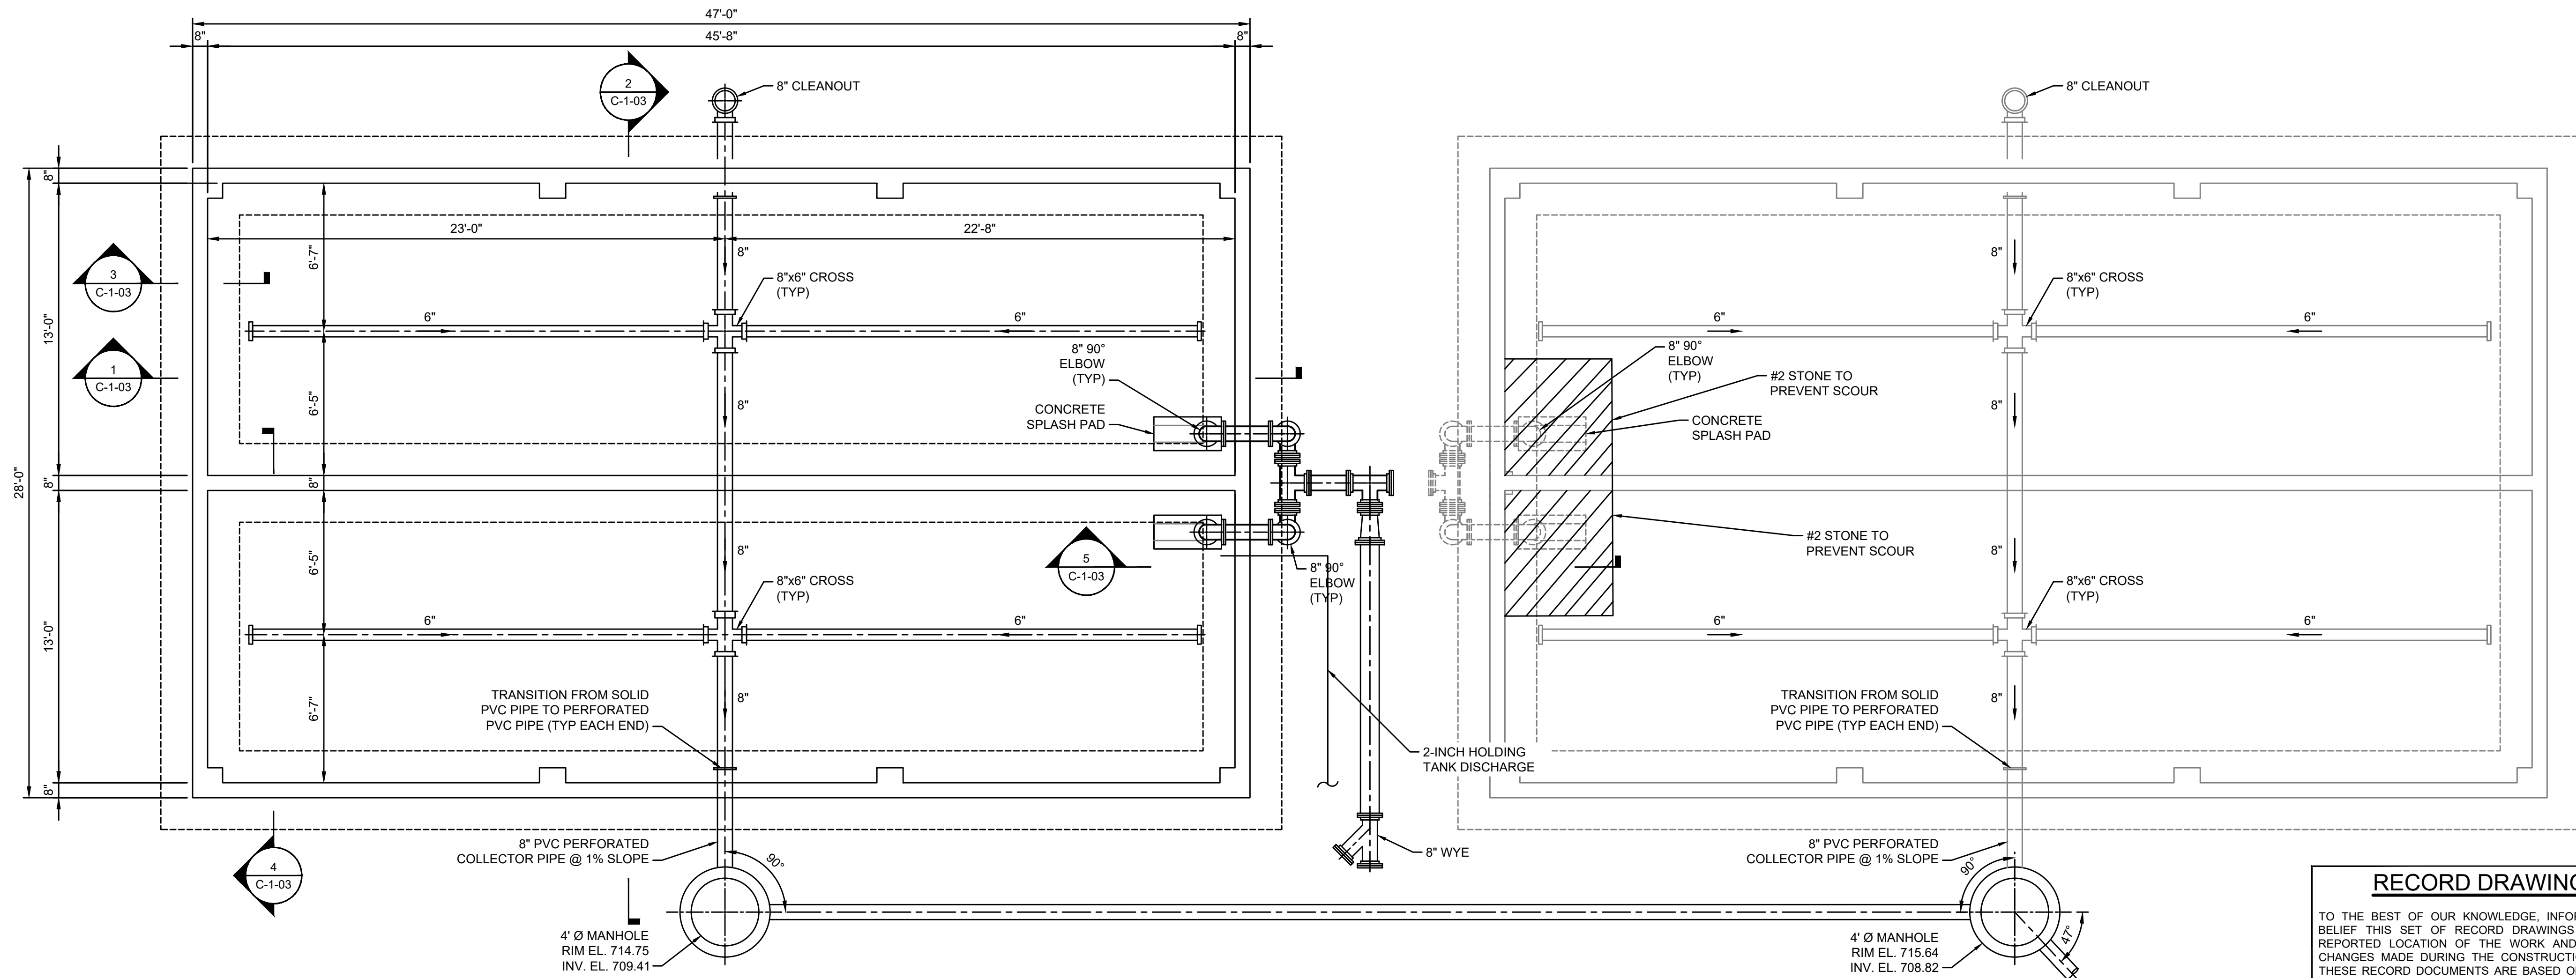 47'-0"
8"
45'-8"
8"
2
C-1-03
8" CLEANOUT
8" CLEANOUT
8"
23'-0"
22'-8"
6'-7"
8"
8"
3
C-1-03
8"x6" CROSS
(TYP)
8"x6" CROSS
(TYP)
13'-0"
6"
6"
6"
6"
1
C-1-03
8" 90°
ELBOW
(TYP)
8" 90°
ELBOW
(TYP)
#2 STONE TO
PREVENT SCOUR
6'-5"
8"
8"
CONCRETE
SPLASH PAD
CONCRETE
SPLASH PAD
28'-0"
8"
8"
6'-5"
8"
8"
#2 STONE TO
PREVENT SCOUR
5
C-1-03
8" 90°
ELBOW
(TYP)
8"x6" CROSS
(TYP)
8"x6" CROSS
(TYP)
13'-0"
6"
6"
6"
6"
6'-7"
8"
8"
TRANSITION FROM SOLID
PVC PIPE TO PERFORATED
PVC PIPE (TYP EACH END)
TRANSITION FROM SOLID
PVC PIPE TO PERFORATED
PVC PIPE (TYP EACH END)
2-INCH HOLDING
TANK DISCHARGE
8"
8" PVC PERFORATED
COLLECTOR PIPE @ 1% SLOPE
90°
8" WYE
8" PVC PERFORATED
COLLECTOR PIPE @ 1% SLOPE
90°
4
C-1-03
4' Ø MANHOLE
RIM EL. 714.75
INV. EL. 709.41
4' Ø MANHOLE
RIM EL. 715.64
INV. EL. 708.82
47°
RECORD DRAWING
TO THE BEST OF OUR KNOWLEDGE, INFOR
BELIEF THIS SET OF RECORD DRAWINGS
REPORTED LOCATION OF THE WORK AND
CHANGES MADE DURING THE CONSTRUCTI
THESE RECORD DOCUMENTS ARE BASED O